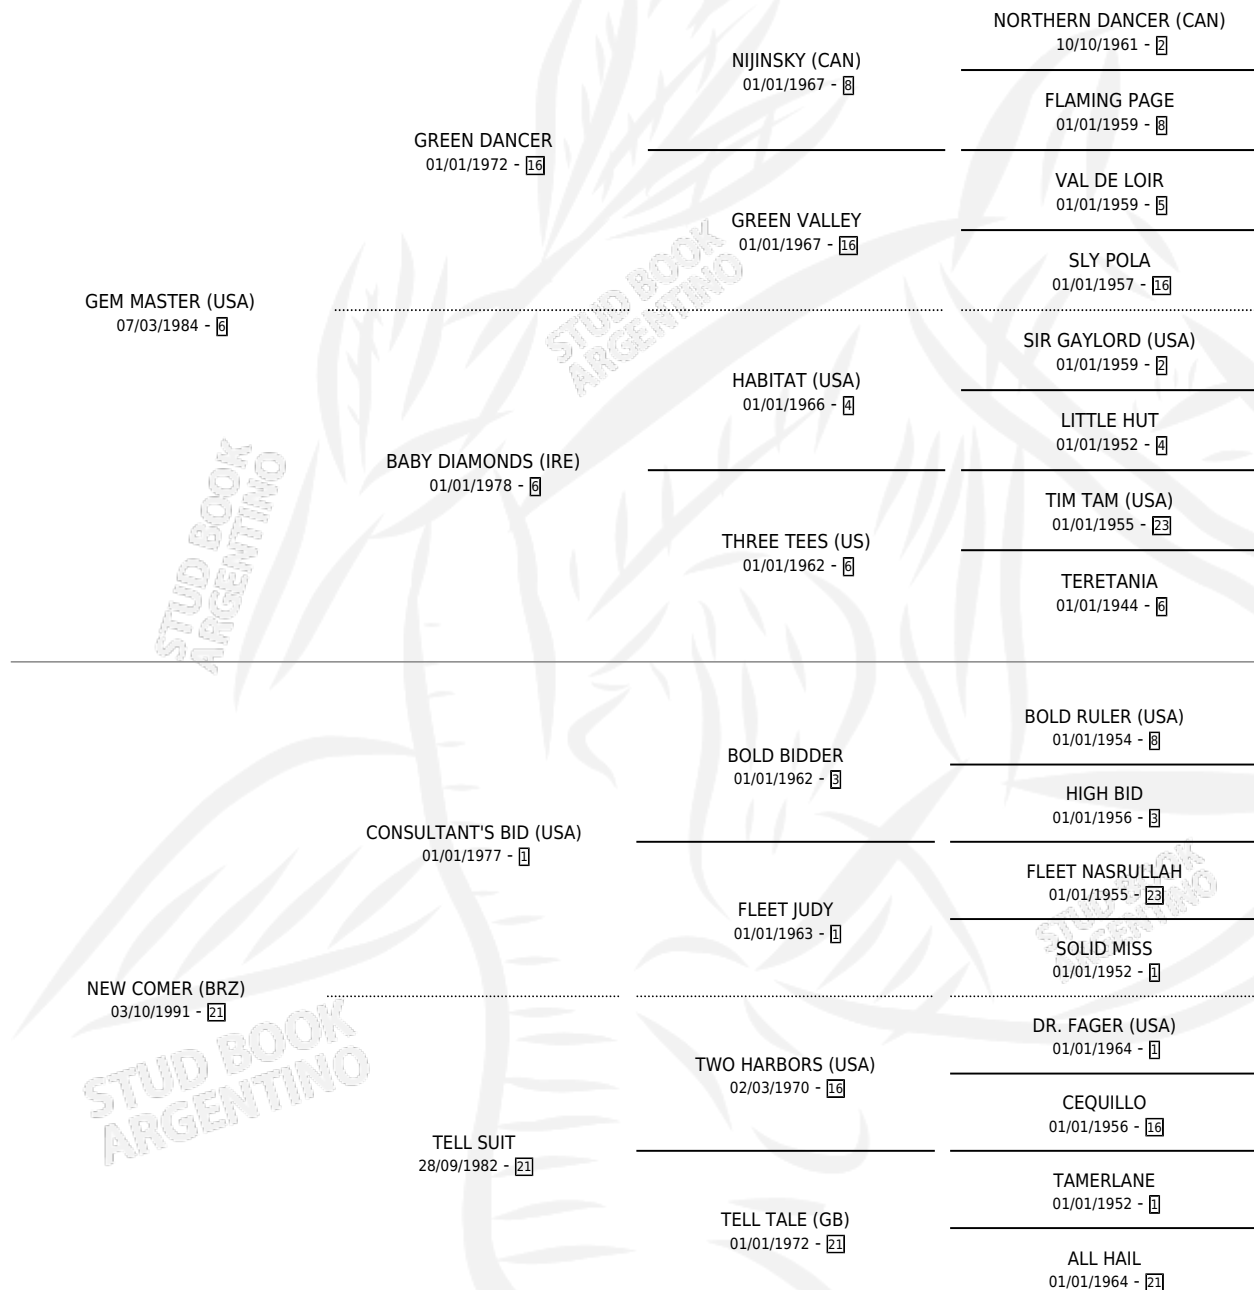 NORTHERN DANCER (CAN)
10/10/1961 - 2
NIJINSKY (CAN)
01/01/1967 - 8
FLAMING PAGE
01/01/1959 - 8
GREEN DANCER
01/01/1972 - 16
VAL DE LOIR
01/01/1959 - 5
GREEN VALLEY
01/01/1967 - 16
SLY POLA
01/01/1957 - 16
GEM MASTER (USA)
07/03/1984 - 6
SIR GAYLORD (USA)
01/01/1959 - 2
HABITAT (USA)
01/01/1966 - 4
LITTLE HUT
01/01/1952 - 4
BABY DIAMONDS (IRE)
01/01/1978 - 6
TIM TAM (USA)
01/01/1955 - 23
THREE TEES (US)
01/01/1962 - 6
TERETANIA
01/01/1944 - 6
STUD BOOK
ARGENTINO
STUD BOOK
ARGENTINO
BOLD RULER (USA)
01/01/1954 - 8
BOLD BIDDER
01/01/1962 - 3
HIGH BID
01/01/1956 - 3
CONSULTANT'S BID (USA)
01/01/1977 - 1
FLEET NASRULLAH
01/01/1955 - 23
FLEET JUDY
01/01/1963 - 1
SOLID MISS
01/01/1952 - 1
NEW COMER (BRZ)
03/10/1991 - 21
DR. FAGER (USA)
01/01/1964 - 1
TWO HARBORS (USA)
02/03/1970 - 16
CEQUILLO
01/01/1956 - 16
TELL SUIT
28/09/1982 - 21
TAMERLANE
01/01/1952 - 1
TELL TALE (GB)
01/01/1972 - 21
ALL HAIL
01/01/1964 - 21
STUD BOOK
ARGENTINO
STUD BOOK
ARGENTINO